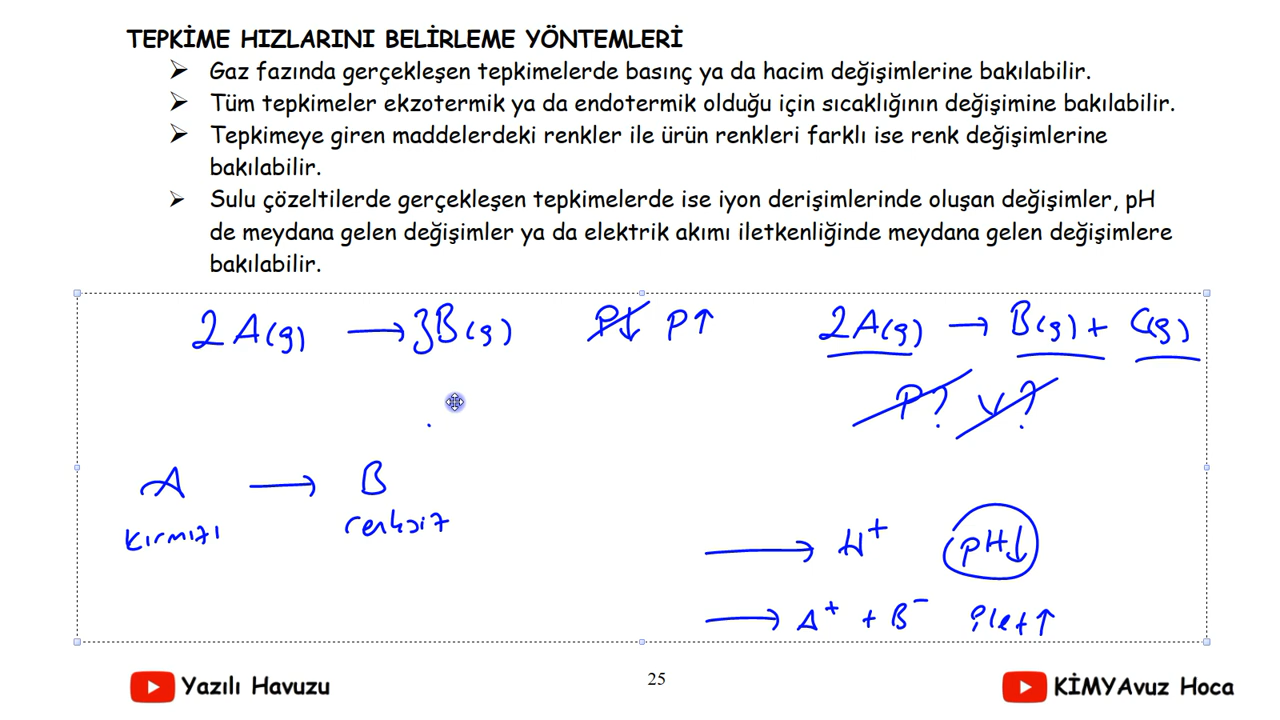 TEPKİME HIZLARINI BELİRLEME YÖNTEMLERİ
➢ Gaz fazında gerçekleşen tepkimelerde basınç ya da hacim değişimlerine bakılabilir.
➢ Tüm tepkimeler ekzotermik ya da endotermik olduğu için sıcaklığının değişimine bakılabilir.
➢ Tepkimeye giren maddelerdeki renkler ile ürün renkleri farklı ise renk değişimlerine
bakılabilir.
➢ Sulu çözeltilerde gerçekleşen tepkimelerde ise iyon derişimlerinde oluşan değişimler, pH
de meydana gelen değişimler ya da elektrik akımı iletkenliğinde meydana gelen değişimlere
bakılabilir.
2A(g) → 3B(g) P↓ P↑
2A(g) → B(g) + C(g)
P? V?
A → B
kırmızı renksiz
→ H⁺ pH↓
→ A⁺ + B⁻ İlet↑
Yazılı Havuzu
25
KİMYAvuz Hoca